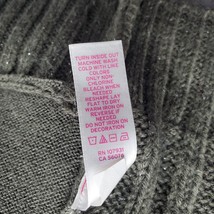 TURN INSIDE OUT
MACHINE WASH
COLD WITH LIKE
COLORS
ONLY NON-
CHLORINE
BLEACH WHEN
NEEDED
RESHAPE LAY
FLAT TO DRY
WARM IRON ON
REVERSE IF
NEEDED
DO NOT IRON ON
DECORATION
RN 107931
CA 56078